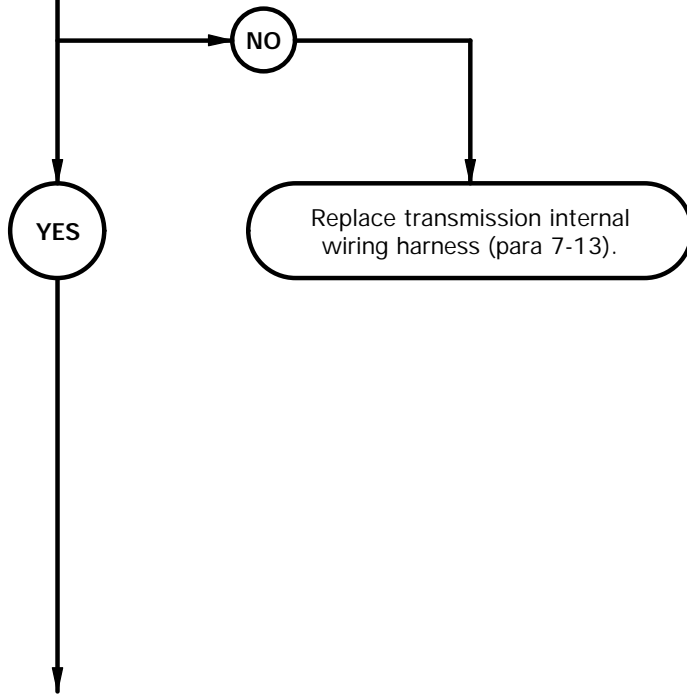 NO
YES
Replace transmission internal
wiring harness (para 7-13).